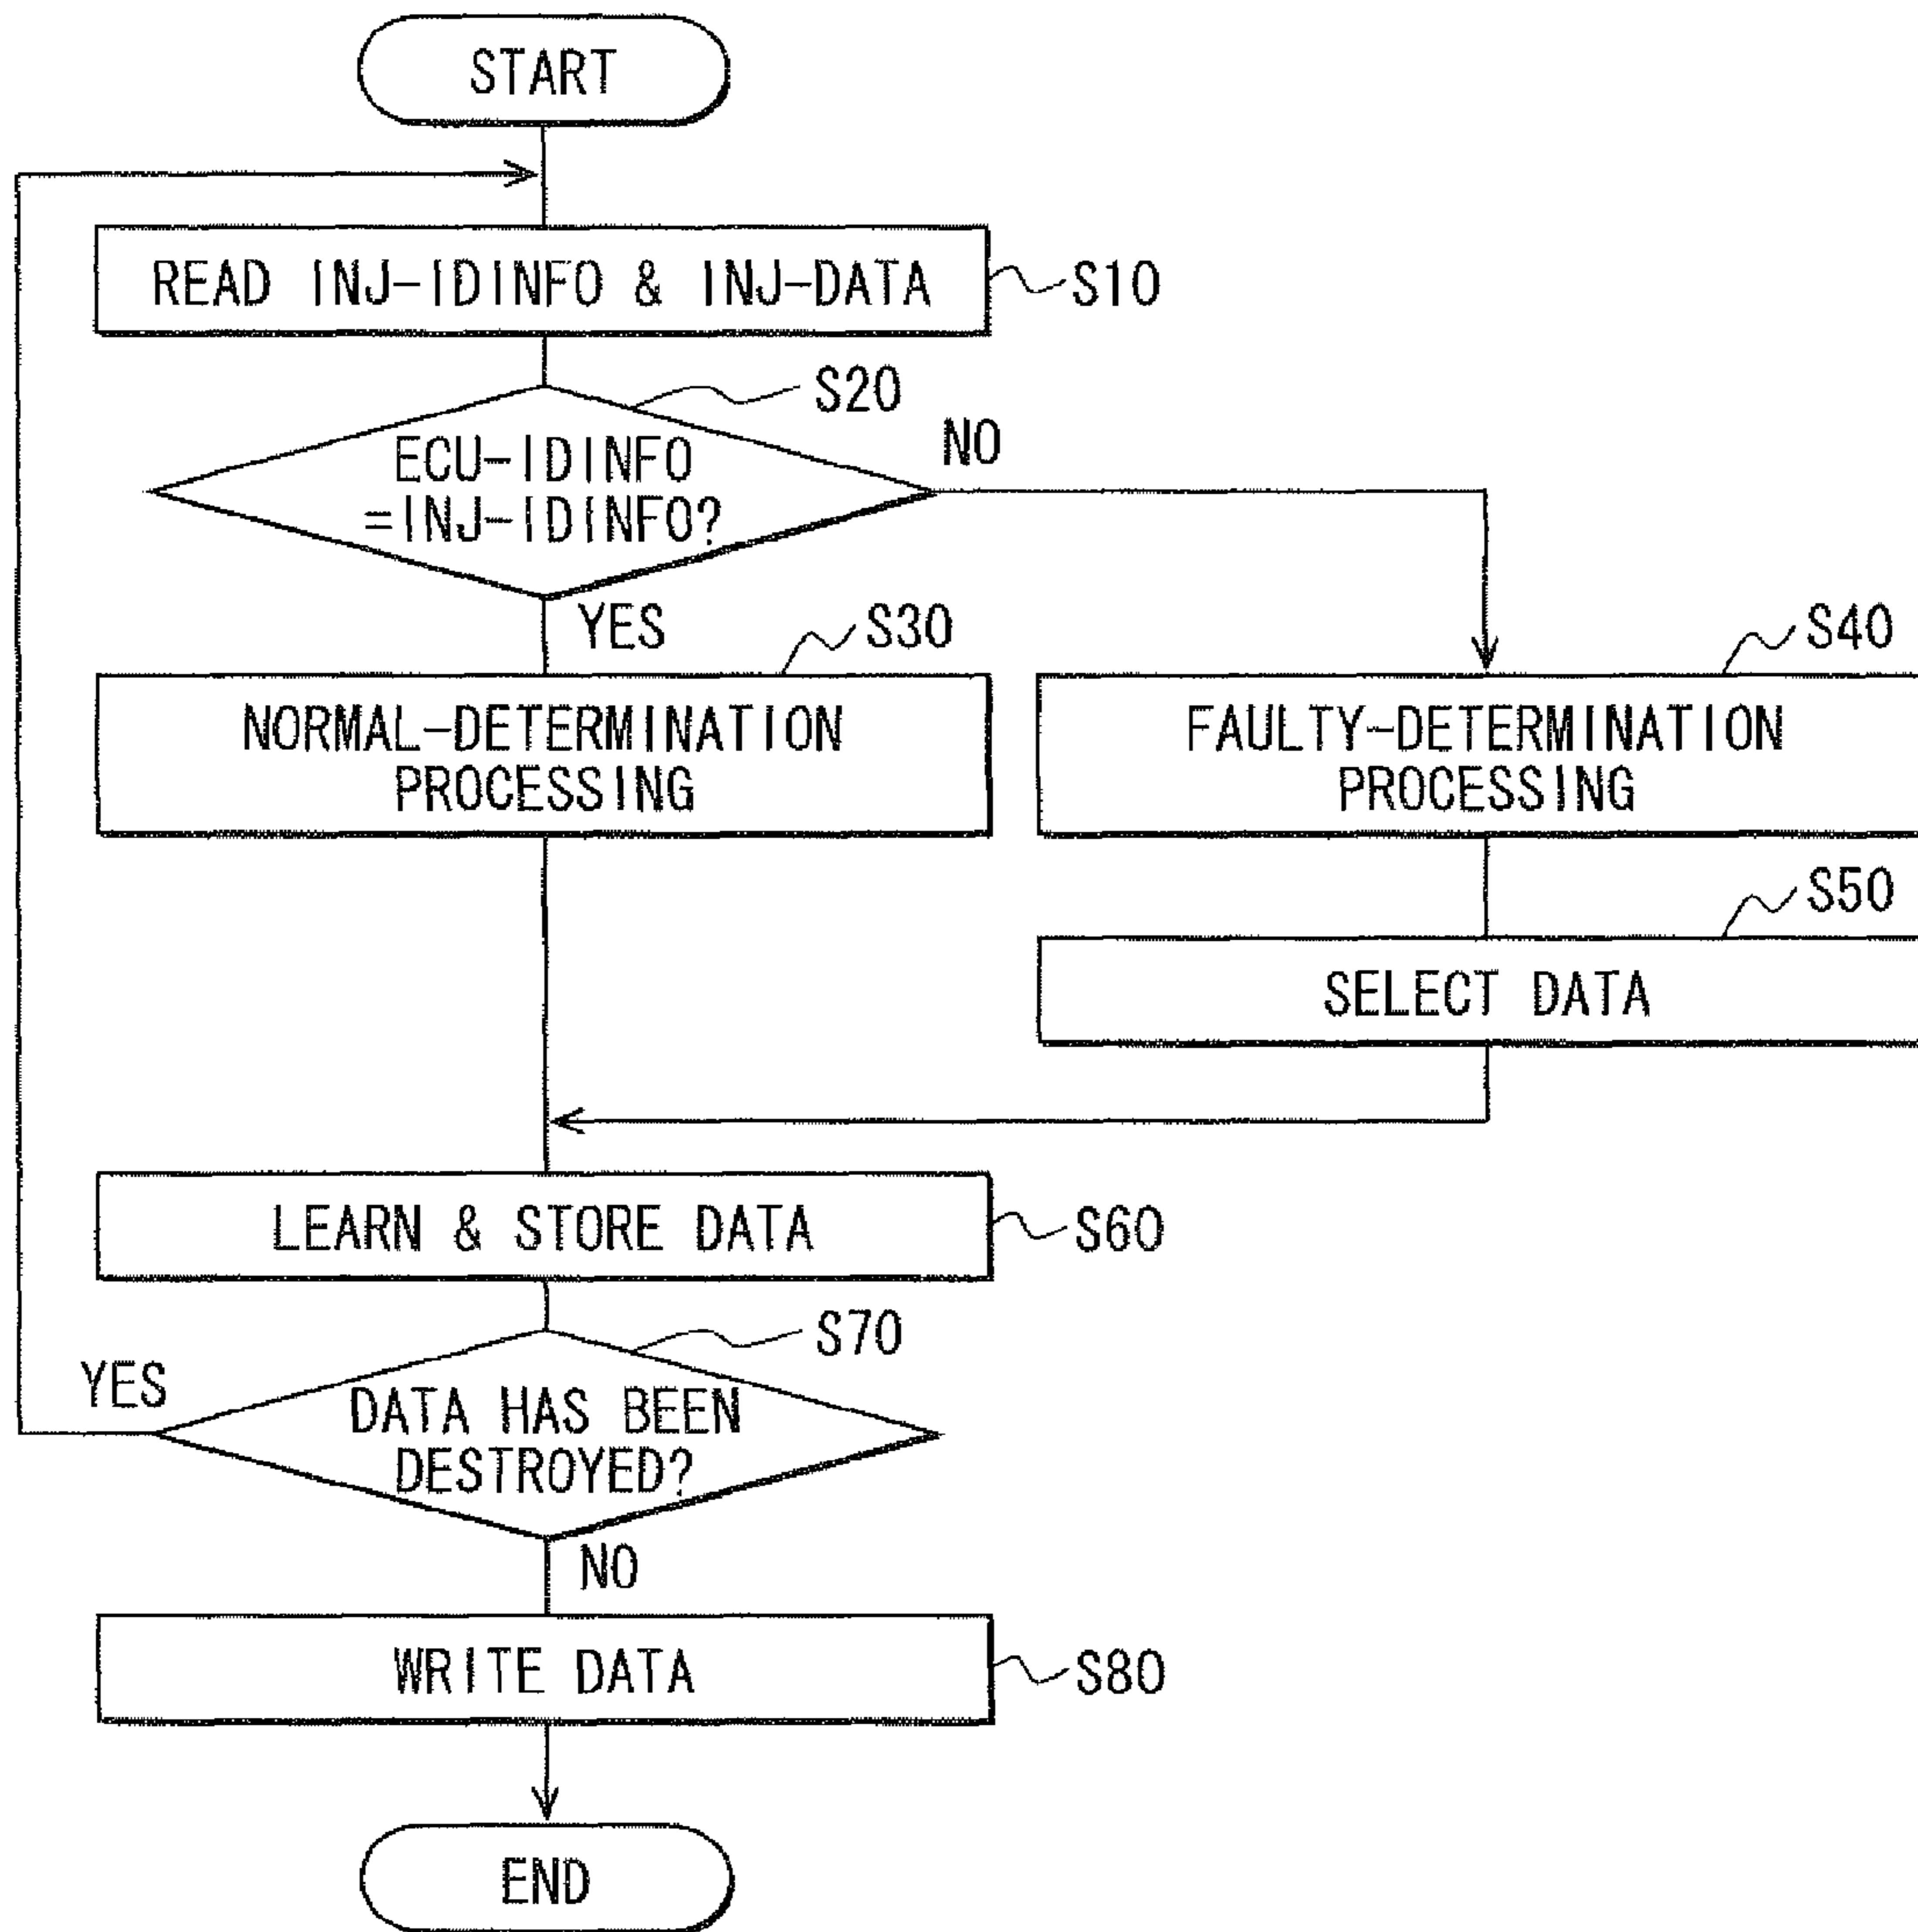 START
READ INJ-IDINFO & INJ-DATA
S10
S20
ECU-IDINFO
=INJ-IDINFO?
NO
YES
S30
NORMAL-DETERMINATION
PROCESSING
S40
FAULTY-DETERMINATION
PROCESSING
S50
SELECT DATA
LEARN & STORE DATA
S60
S70
YES
DATA HAS BEEN
DESTROYED?
NO
WRITE DATA
S80
END